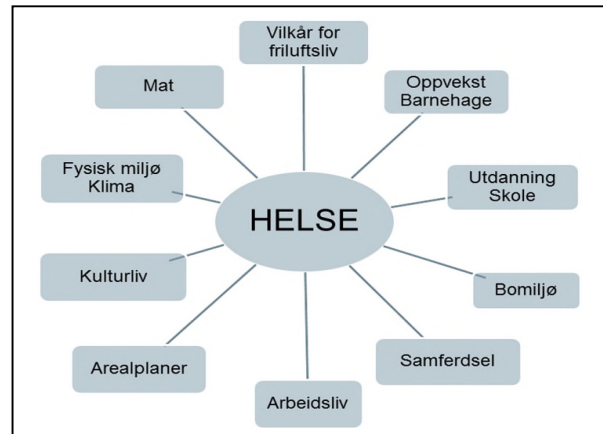 Vilkår for
friluftsliv
Oppvekst
Barnehage
Mat
Utdanning
Skole
Fysisk miljø
Klima
HELSE
Kulturliv
Bomiljø
Arealplaner
Samferdsel
Arbeidsliv